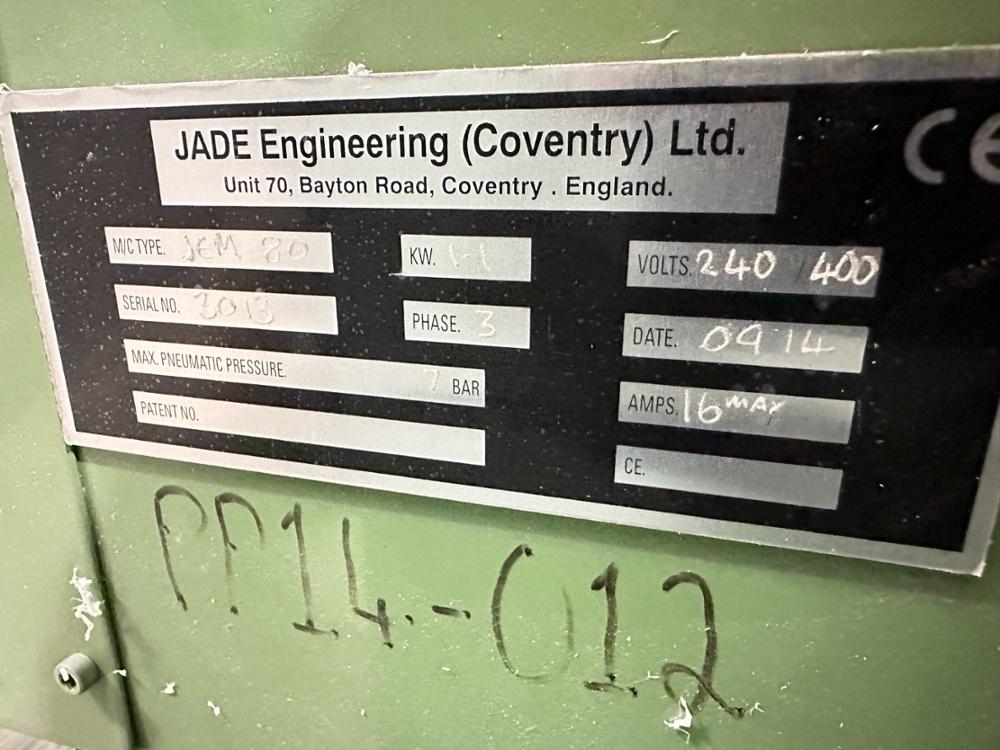 JADE Engineering (Coventry) Ltd.
Unit 70, Bayton Road, Coventry . England.
CE
M/C TYPE. JEM 20
KW. 1.1
VOLTS. 240 / 400
SERIAL NO. 3013
PHASE. 3
DATE. 09 14
MAX. PNEUMATIC PRESSURE. 7 BAR
AMPS. 16 MAX
PATENT NO.
CE.
PP14-012